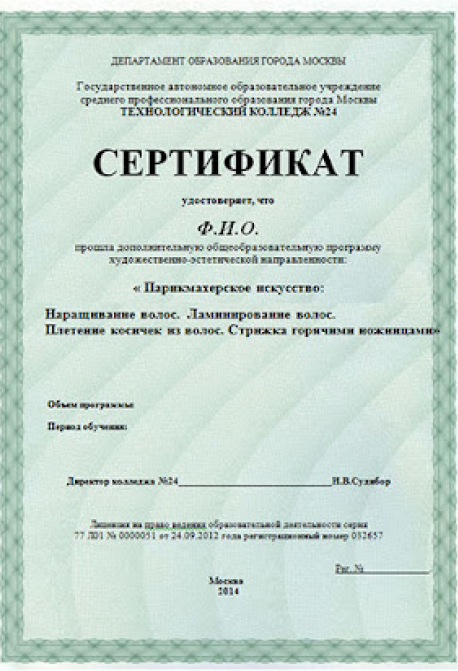 ДЕПАРТАМЕНТ ОБРАЗОВАНИЯ ГОРОДА МОСКВЫ
Государственное автономное образовательное учреждение
среднего профессионального образования города Москвы
ТЕХНОЛОГИЧЕСКИЙ КОЛЛЕДЖ №24
СЕРТИФИКАТ
удостоверяет, что
Ф.И.О.
прошла дополнительную общеобразовательную программу
художественно-эстетической направленности:
« Парикмахерское искусство:
Наращивание волос. Ламинирование волос.
Плетение косичек из волос. Стрижка горячими ножницами»
Объем программы:
Период обучения:
Директор колледжа №24 И.В.Судибор
Лицензия на право ведения образовательной деятельности серия
77 Л01 № 0000051 от 24.09.2012 года регистрационный номер 032657
Рег. №
Москва
2014